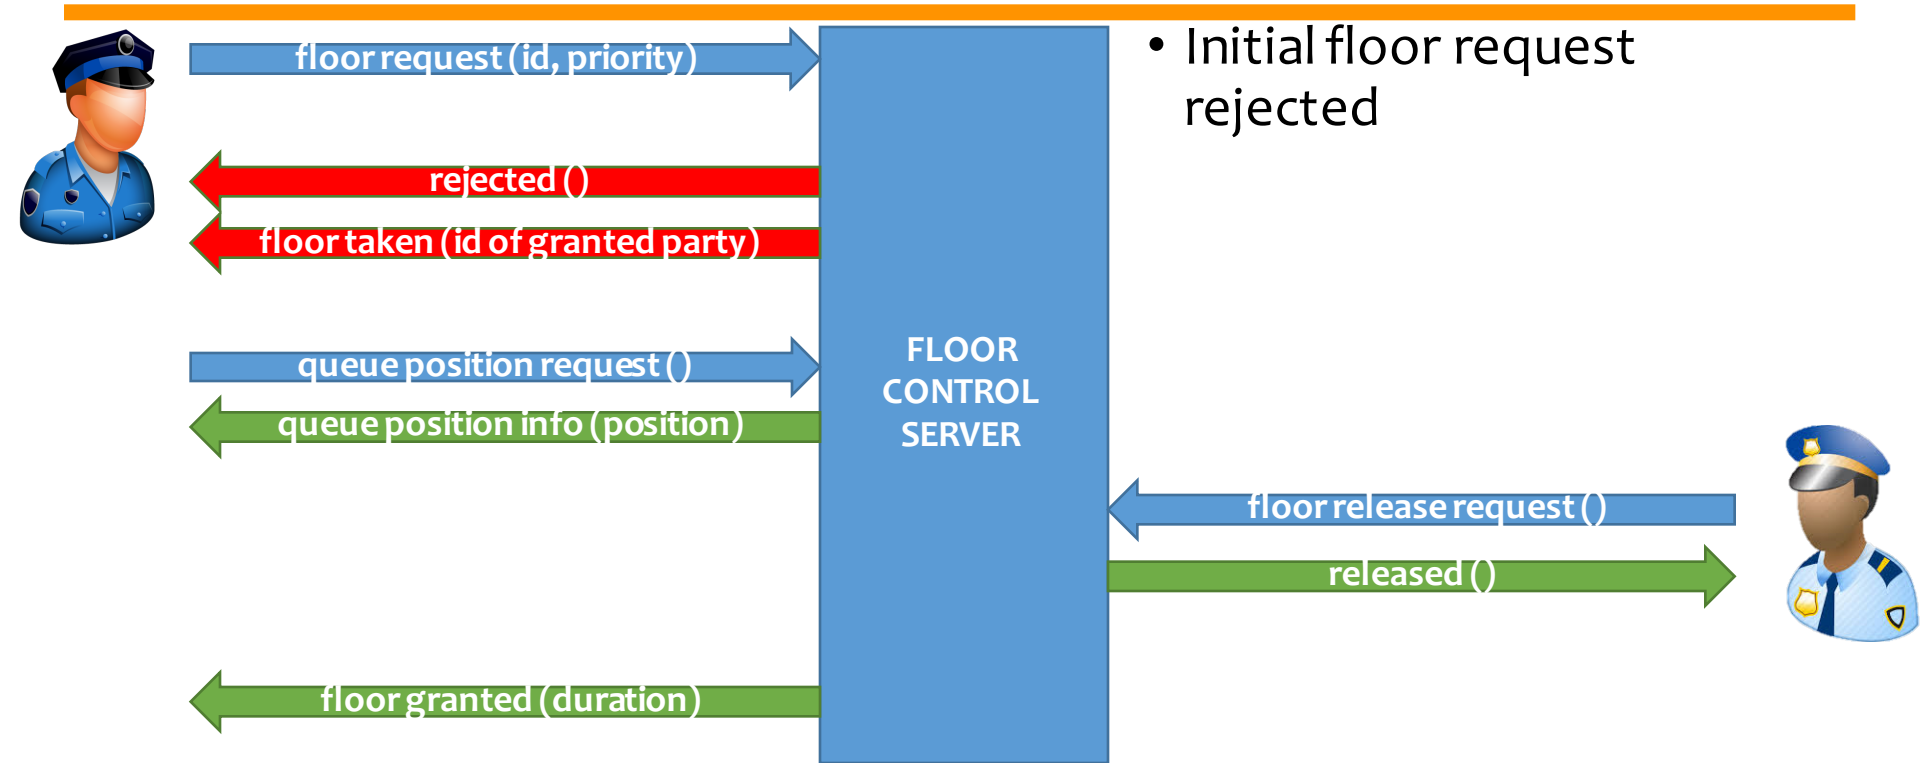 floor request (id, priority)
• Initial floor request
rejected
rejected ()
floor taken (id of granted party)
queue position request ()
queue position info (position)
FLOOR
CONTROL
SERVER
floor release request ()
released ()
floor granted (duration)